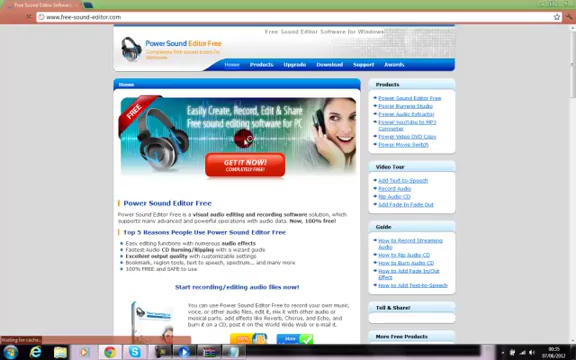 Free Sound Editor Software
www.free-sound-editor.com
Free Sound Editor Software for Windows
Power Sound Editor Free
Home Products Upgrade Download Support Awards
Home
FREE
Easily Create, Record, Edit & Share
Free sound editing software for PC
GET IT NOW!
COMPLETELY FREE!
Power Sound Editor Free
Power Sound Editor Free is a visual audio editing and recording software solution, which
supports many advanced and powerful operations with audio data. Now, 100% free!
Top 5 Reasons People Use Power Sound Editor Free
Easy editing functions with numerous audio effects
Fastest Audio CD Burning/Ripping with a wizard guide
Excellent output quality with customizable settings
Bookmark, region tools, text to speech, spectrum...and many more
100% FREE and SAFE to use
Start recording/editing audio files now!
You can use Power Sound Editor Free to record your own music,
voice, or other audio files, edit it, mix it with other audio or
musical parts, add effects like Reverb, Chorus, and Echo, and
burn it on a CD, post it on the World Wide Web or e-mail it.
Products
Power Sound Editor Free
Power Burning Studio
Power Audio Extractor
Power YouTube to MP3
Converter
Power Video DVD Copy
Power Movie Switch
Video Tour
Add Text-to-Speech
Record Audio
Rip Audio CD
Add Fade In Fade Out
Guide
How to Record Streaming
Audio
How to Rip Audio CD
How to Burn Audio CD
How to Add Fade In/Out
Effect
How to Add Text-to-Speech
Tell & Share!
More Free Products
Waiting for cache...
00:35
07/06/2012